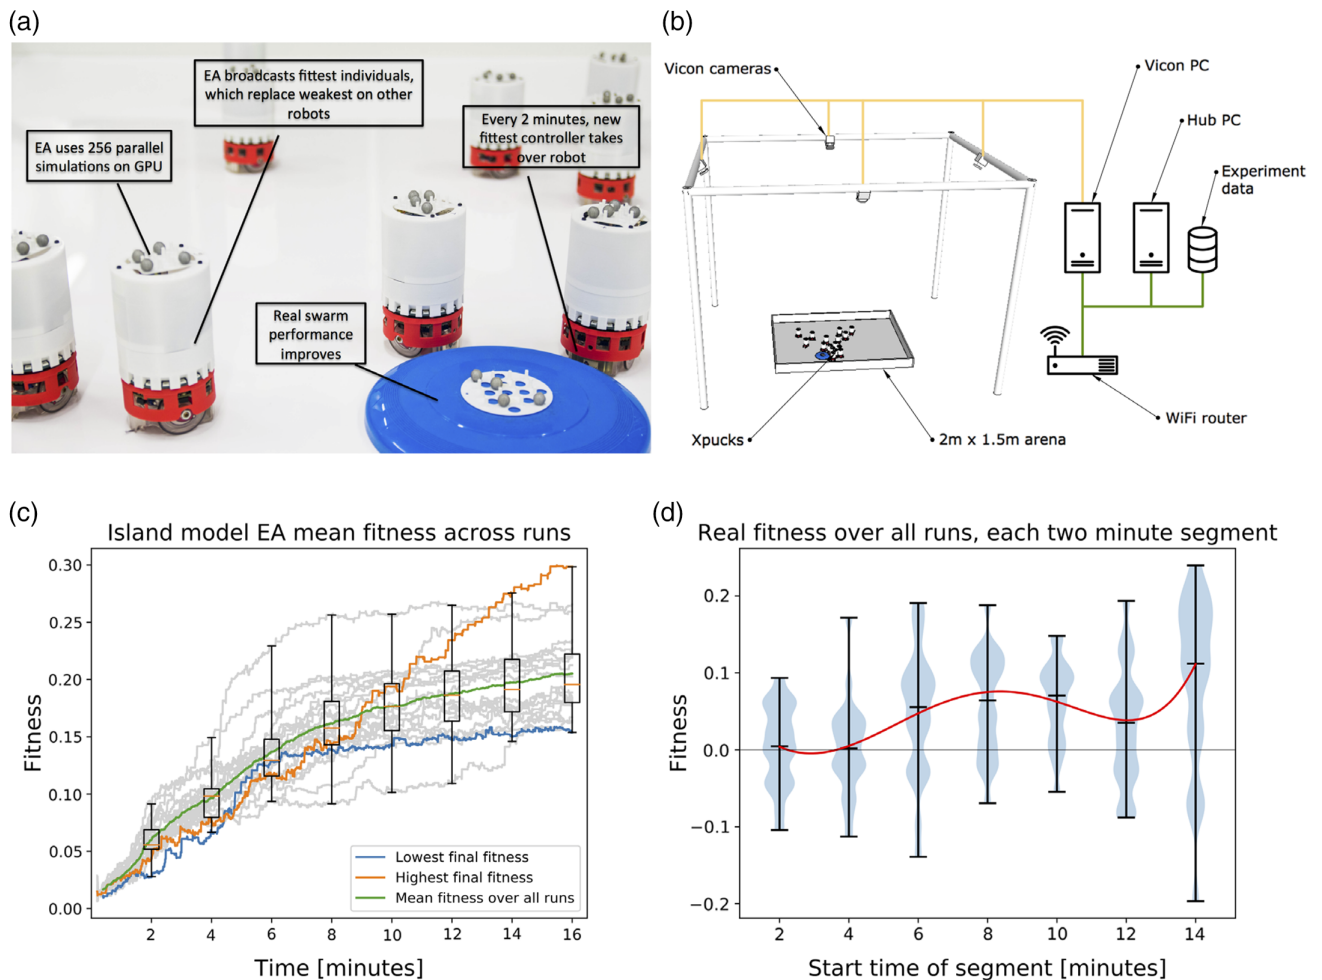 (a)
EA broadcasts fittest individuals,
which replace weakest on other
robots
Every 2 minutes, new
fittest controller takes
over robot
EA uses 256 parallel
simulations on GPU
Real swarm
performance
improves
(b)
Vicon cameras
Vicon PC
Hub PC
Experiment
data
WiFi router
Xpucks
2m x 1.5m arena
(c)
Island model EA mean fitness across runs
Fitness
0.30
0.25
0.20
0.15
0.10
0.05
0.00
Lowest final fitness
Highest final fitness
Mean fitness over all runs
2 4 6 8 10 12 14 16
Time [minutes]
(d)
Real fitness over all runs, each two minute segment
Fitness
0.2
0.1
0.0
−0.1
−0.2
2 4 6 8 10 12 14
Start time of segment [minutes]